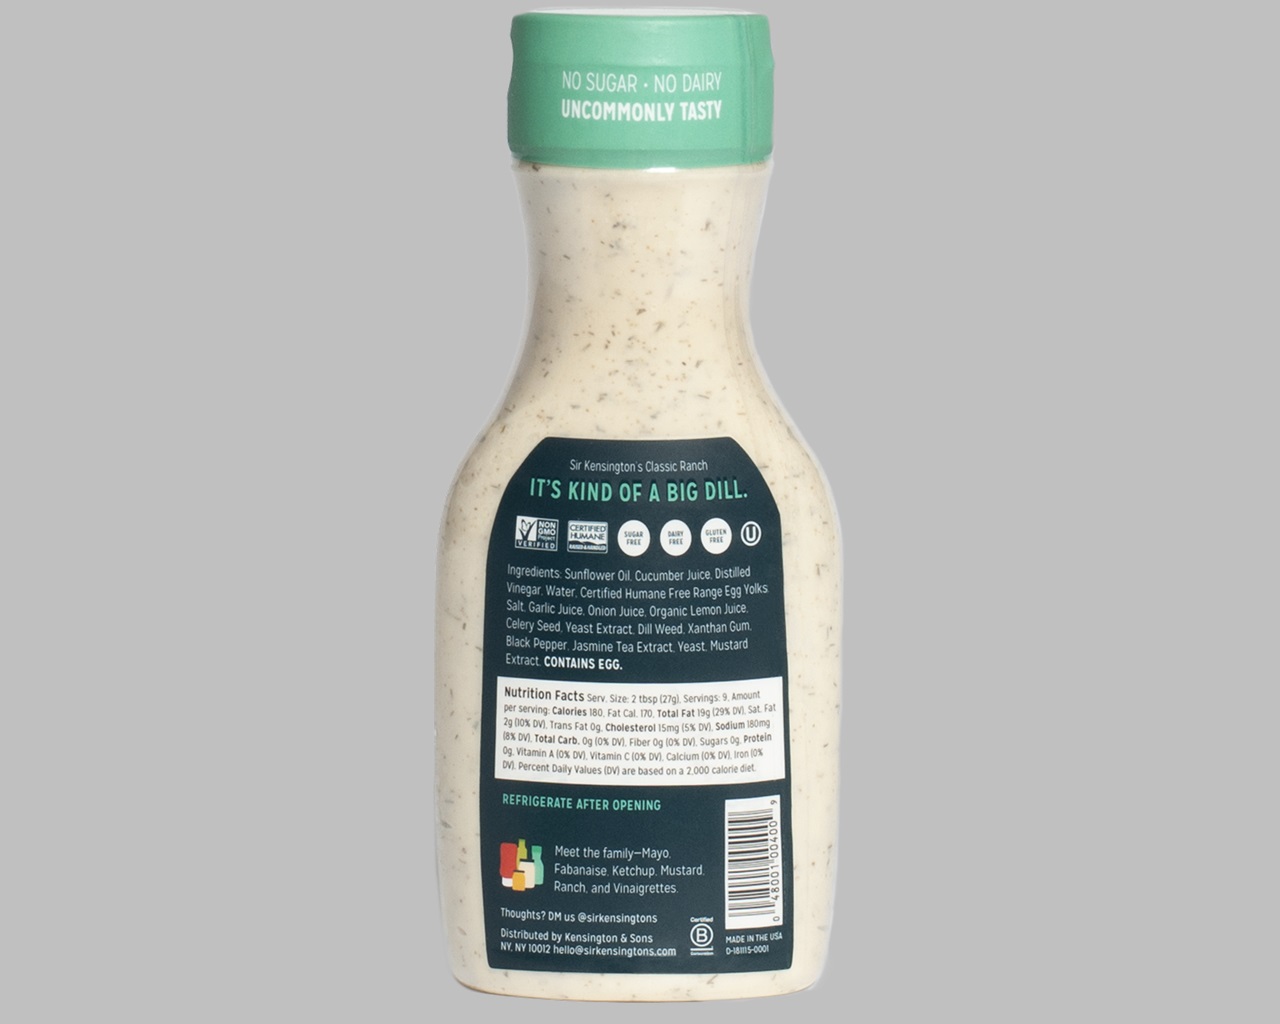 NO SUGAR • NO DAIRY
UNCOMMONLY TASTY
Sir Kensington's Classic Ranch
IT'S KIND OF A BIG DILL.
NON
GMO
Project
VERIFIED
CERTIFIED
HUMANE
RAISED & HANDLED
SUGAR
FREE
DAIRY
FREE
GLUTEN
FREE
U
Ingredients: Sunflower Oil, Cucumber Juice, Distilled
Vinegar, Water, Certified Humane Free Range Egg Yolks,
Salt, Garlic Juice, Onion Juice, Organic Lemon Juice,
Celery Seed, Yeast Extract, Dill Weed, Xanthan Gum,
Black Pepper, Jasmine Tea Extract, Yeast, Mustard
Extract. CONTAINS EGG.
Nutrition Facts Serv. Size: 2 tbsp (27g), Servings: 9, Amount
per serving: Calories 180, Fat Cal. 170, Total Fat 19g (29% DV), Sat. Fat
2g (10% DV), Trans Fat 0g, Cholesterol 15mg (5% DV), Sodium 180mg
(8% DV), Total Carb. 0g (0% DV), Fiber 0g (0% DV), Sugars 0g, Protein
0g, Vitamin A (0% DV), Vitamin C (0% DV), Calcium (0% DV), Iron (0%
DV). Percent Daily Values (DV) are based on a 2,000 calorie diet.
REFRIGERATE AFTER OPENING
Meet the family—Mayo,
Fabanaise, Ketchup, Mustard,
Ranch, and Vinaigrettes.
Thoughts? DM us @sirkensingtons
Distributed by Kensington & Sons
NY, NY 10012 hello@sirkensingtons.com
Certified
B
Corporation
0 48001 00400 9
MADE IN THE USA
D-181115-0001